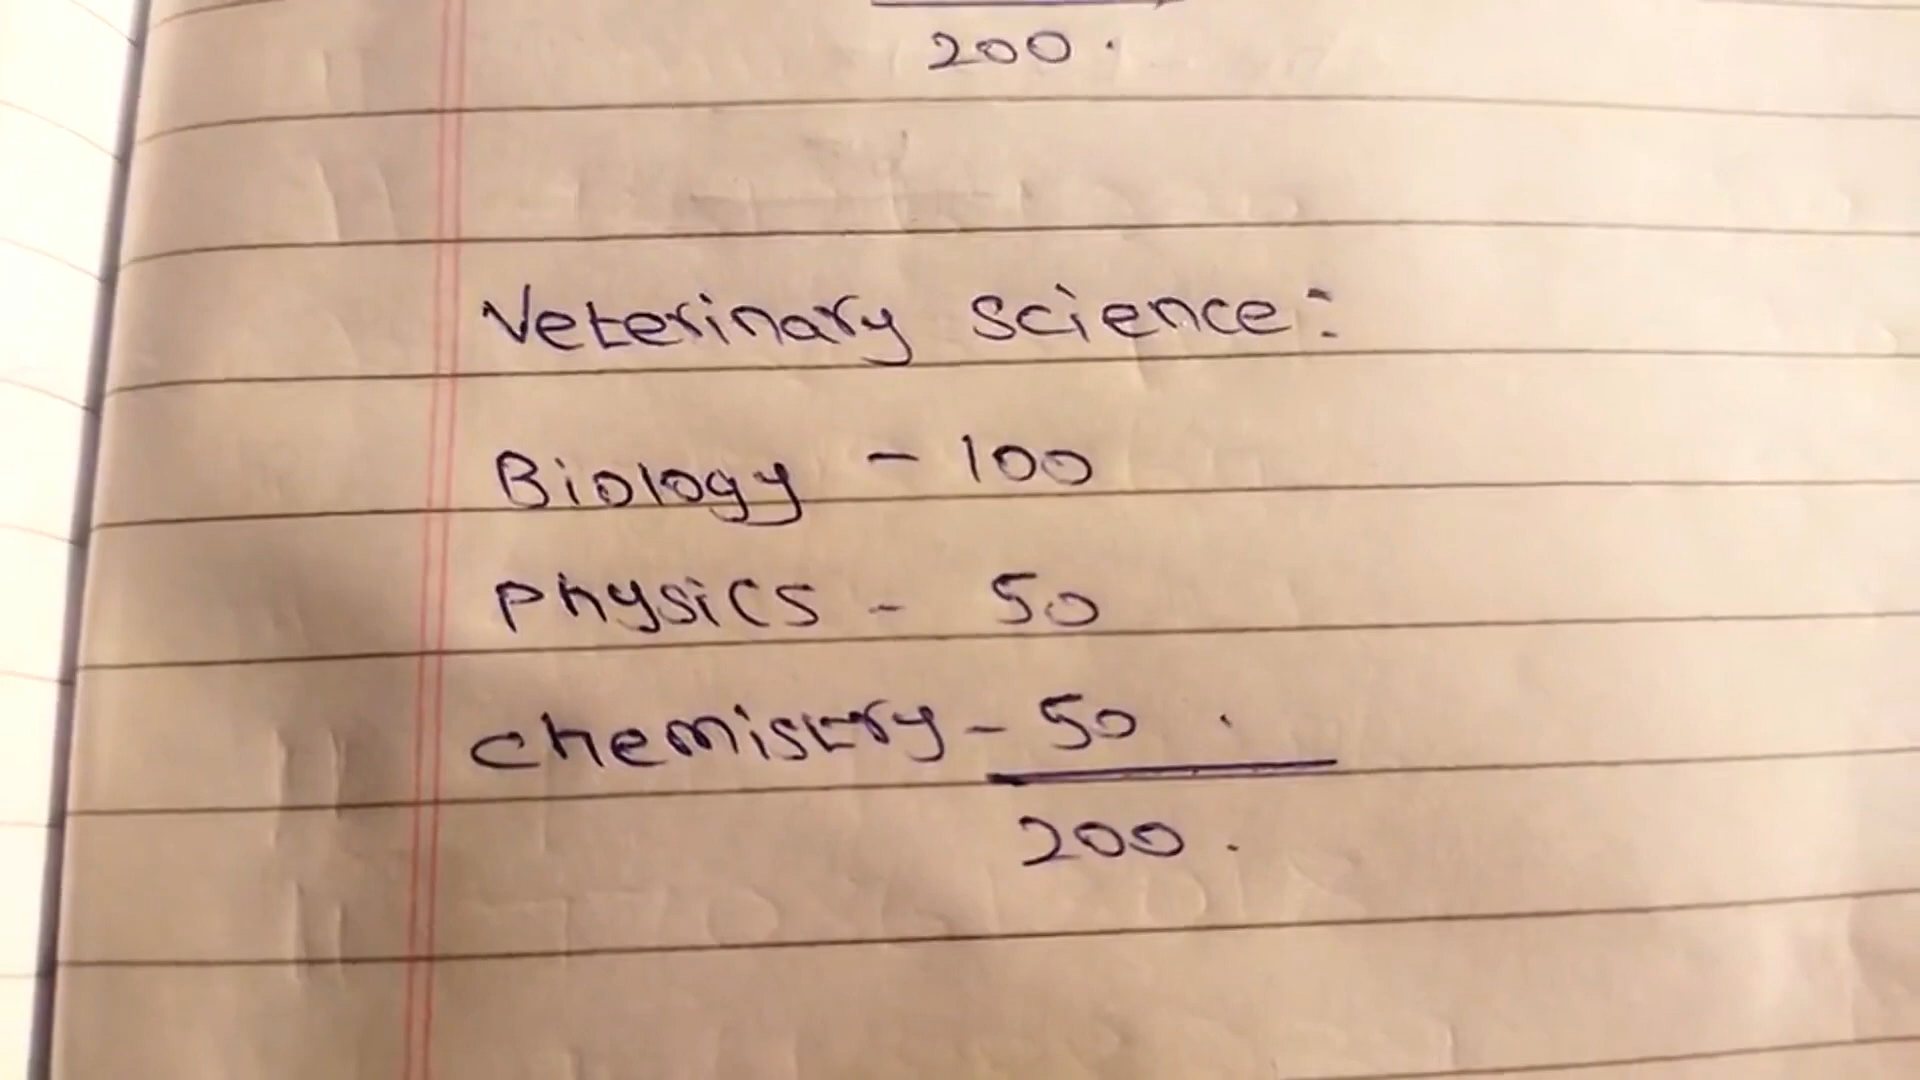 200.
Veterinary science:
Biology - 100
Physics - 50
chemistry - 50.
200.